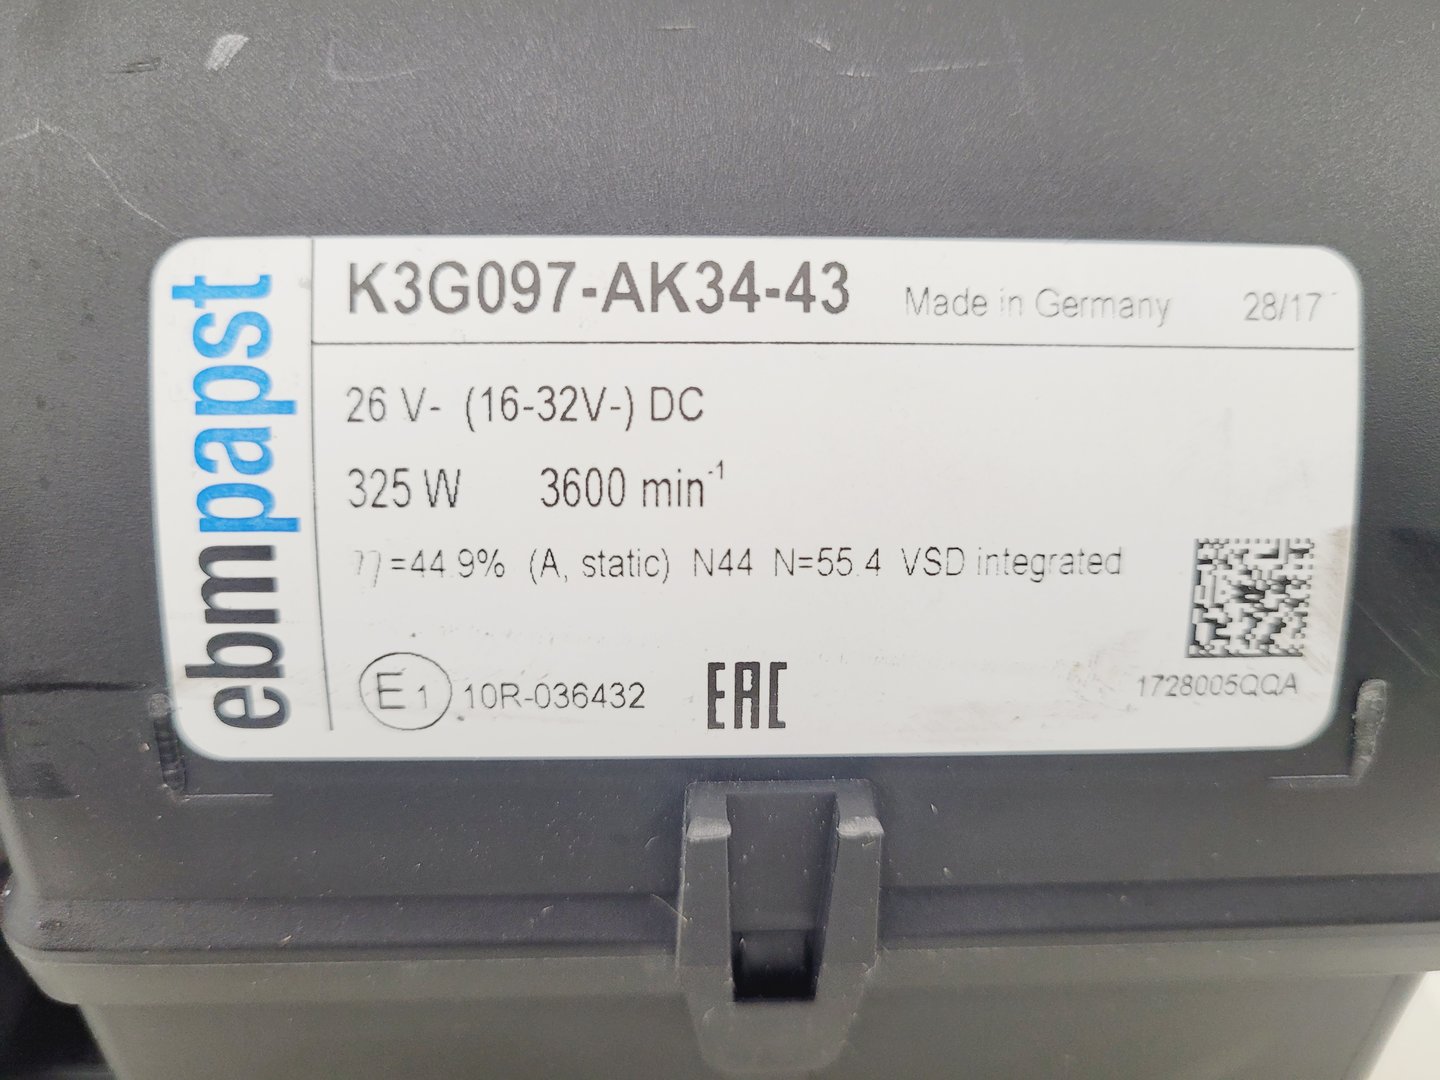 ebmpapst
K3G097-AK34-43 Made in Germany 28/17
26 V- (16-32V-) DC
325 W 3600 min⁻¹
η=44.9% (A, static) N44 N=55.4 VSD integrated
E1 10R-036432 EAC
1728005QQA